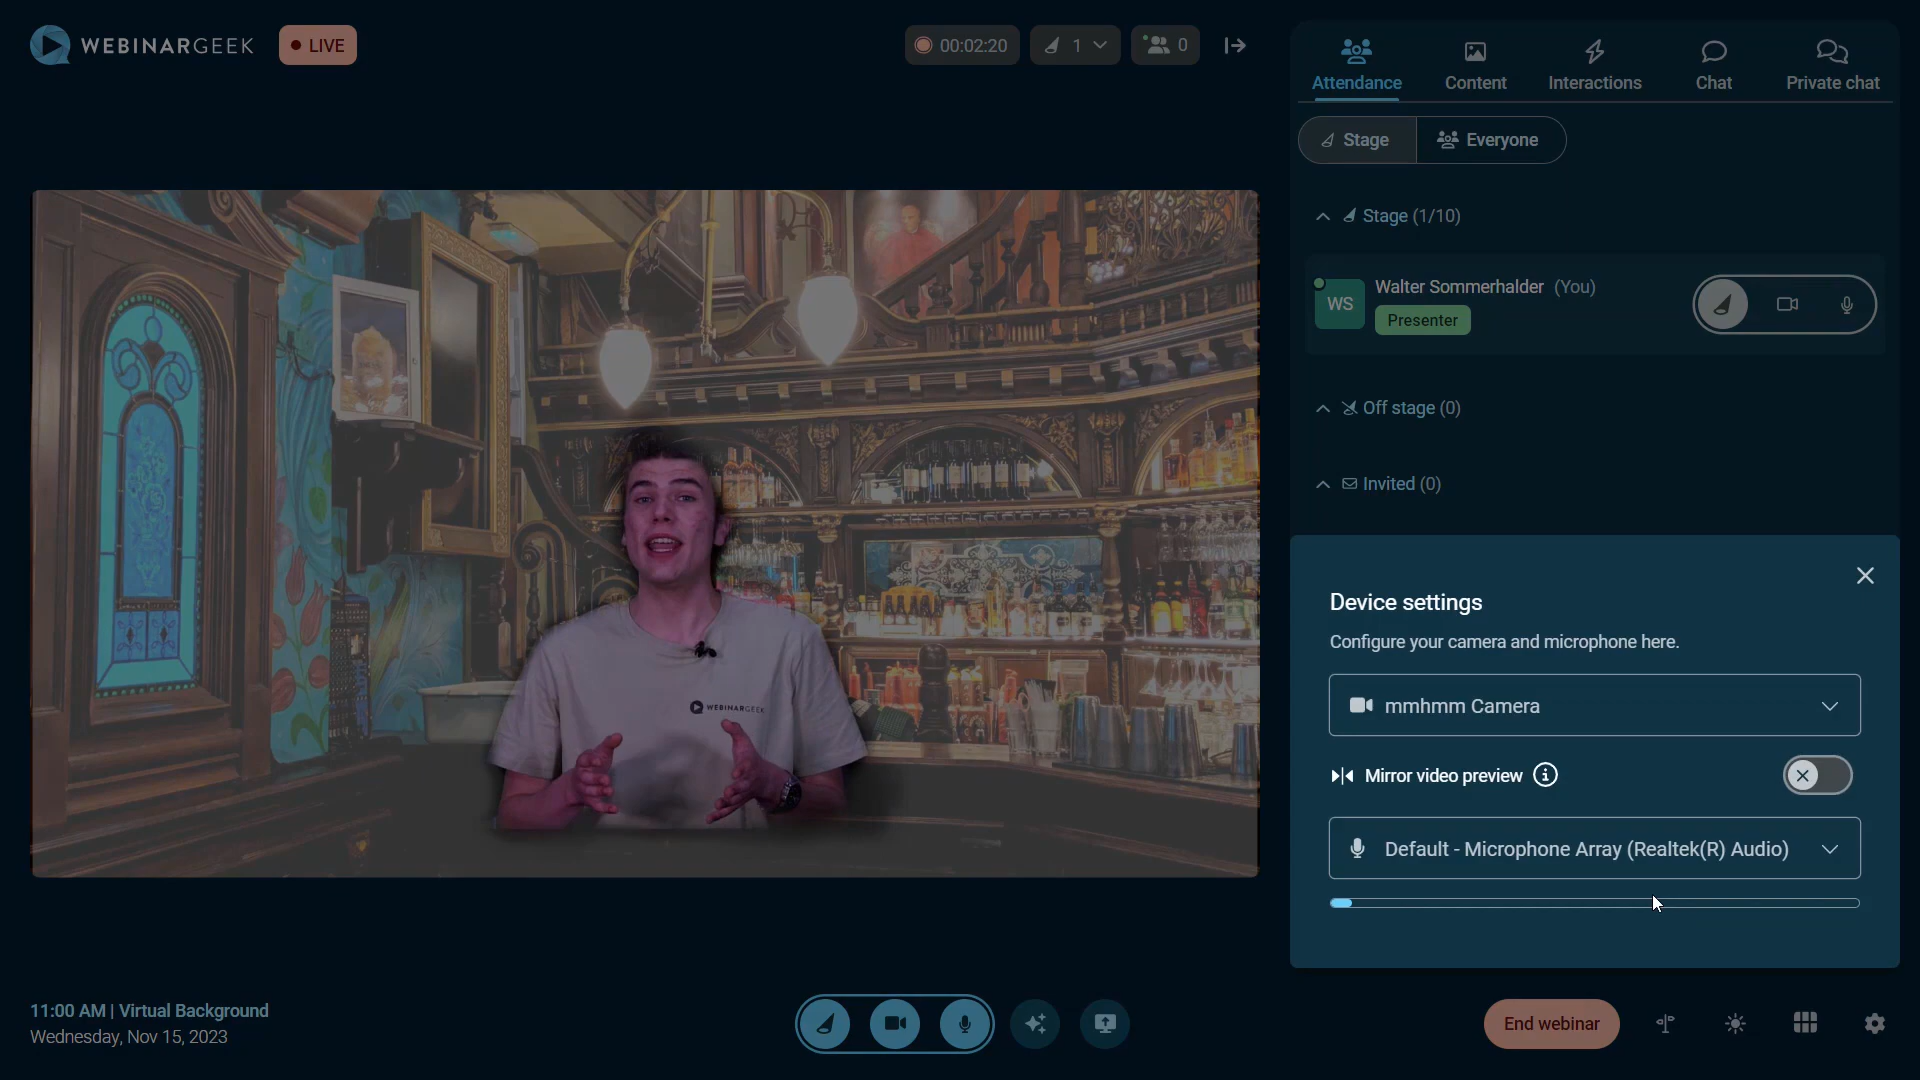 WEBINARGEEK
LIVE
00:02:20
1
0
Attendance
Content
Interactions
Chat
Private chat
Stage
Everyone
Stage (1/10)
WS
Walter Sommerhalder (You)
Presenter
Off stage (0)
Invited (0)
WEBINARGEEK
Device settings
Configure your camera and microphone here.
mmhmm Camera
Mirror video preview
Default - Microphone Array (Realtek(R) Audio)
11:00 AM | Virtual Background
Wednesday, Nov 15, 2023
End webinar